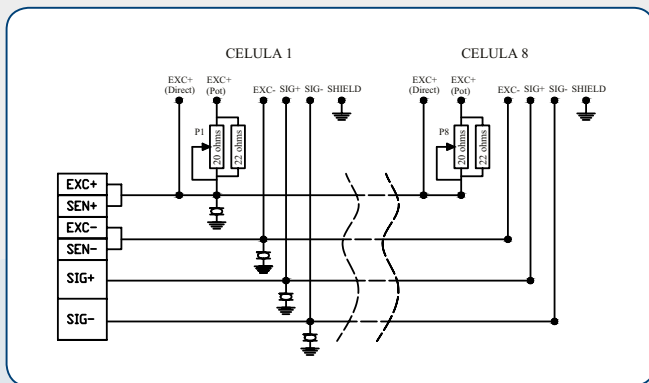 CELULA 1
CELULA 8
EXC+ (Direct)
EXC+ (Pot)
EXC-
SIG+
SIG-
SHIELD
EXC+ (Direct)
EXC+ (Pot)
EXC-
SIG+
SIG-
SHIELD
P1
20 ohms
22 ohms
P8
20 ohms
22 ohms
EXC+
SEN+
EXC-
SEN-
SIG+
SIG-